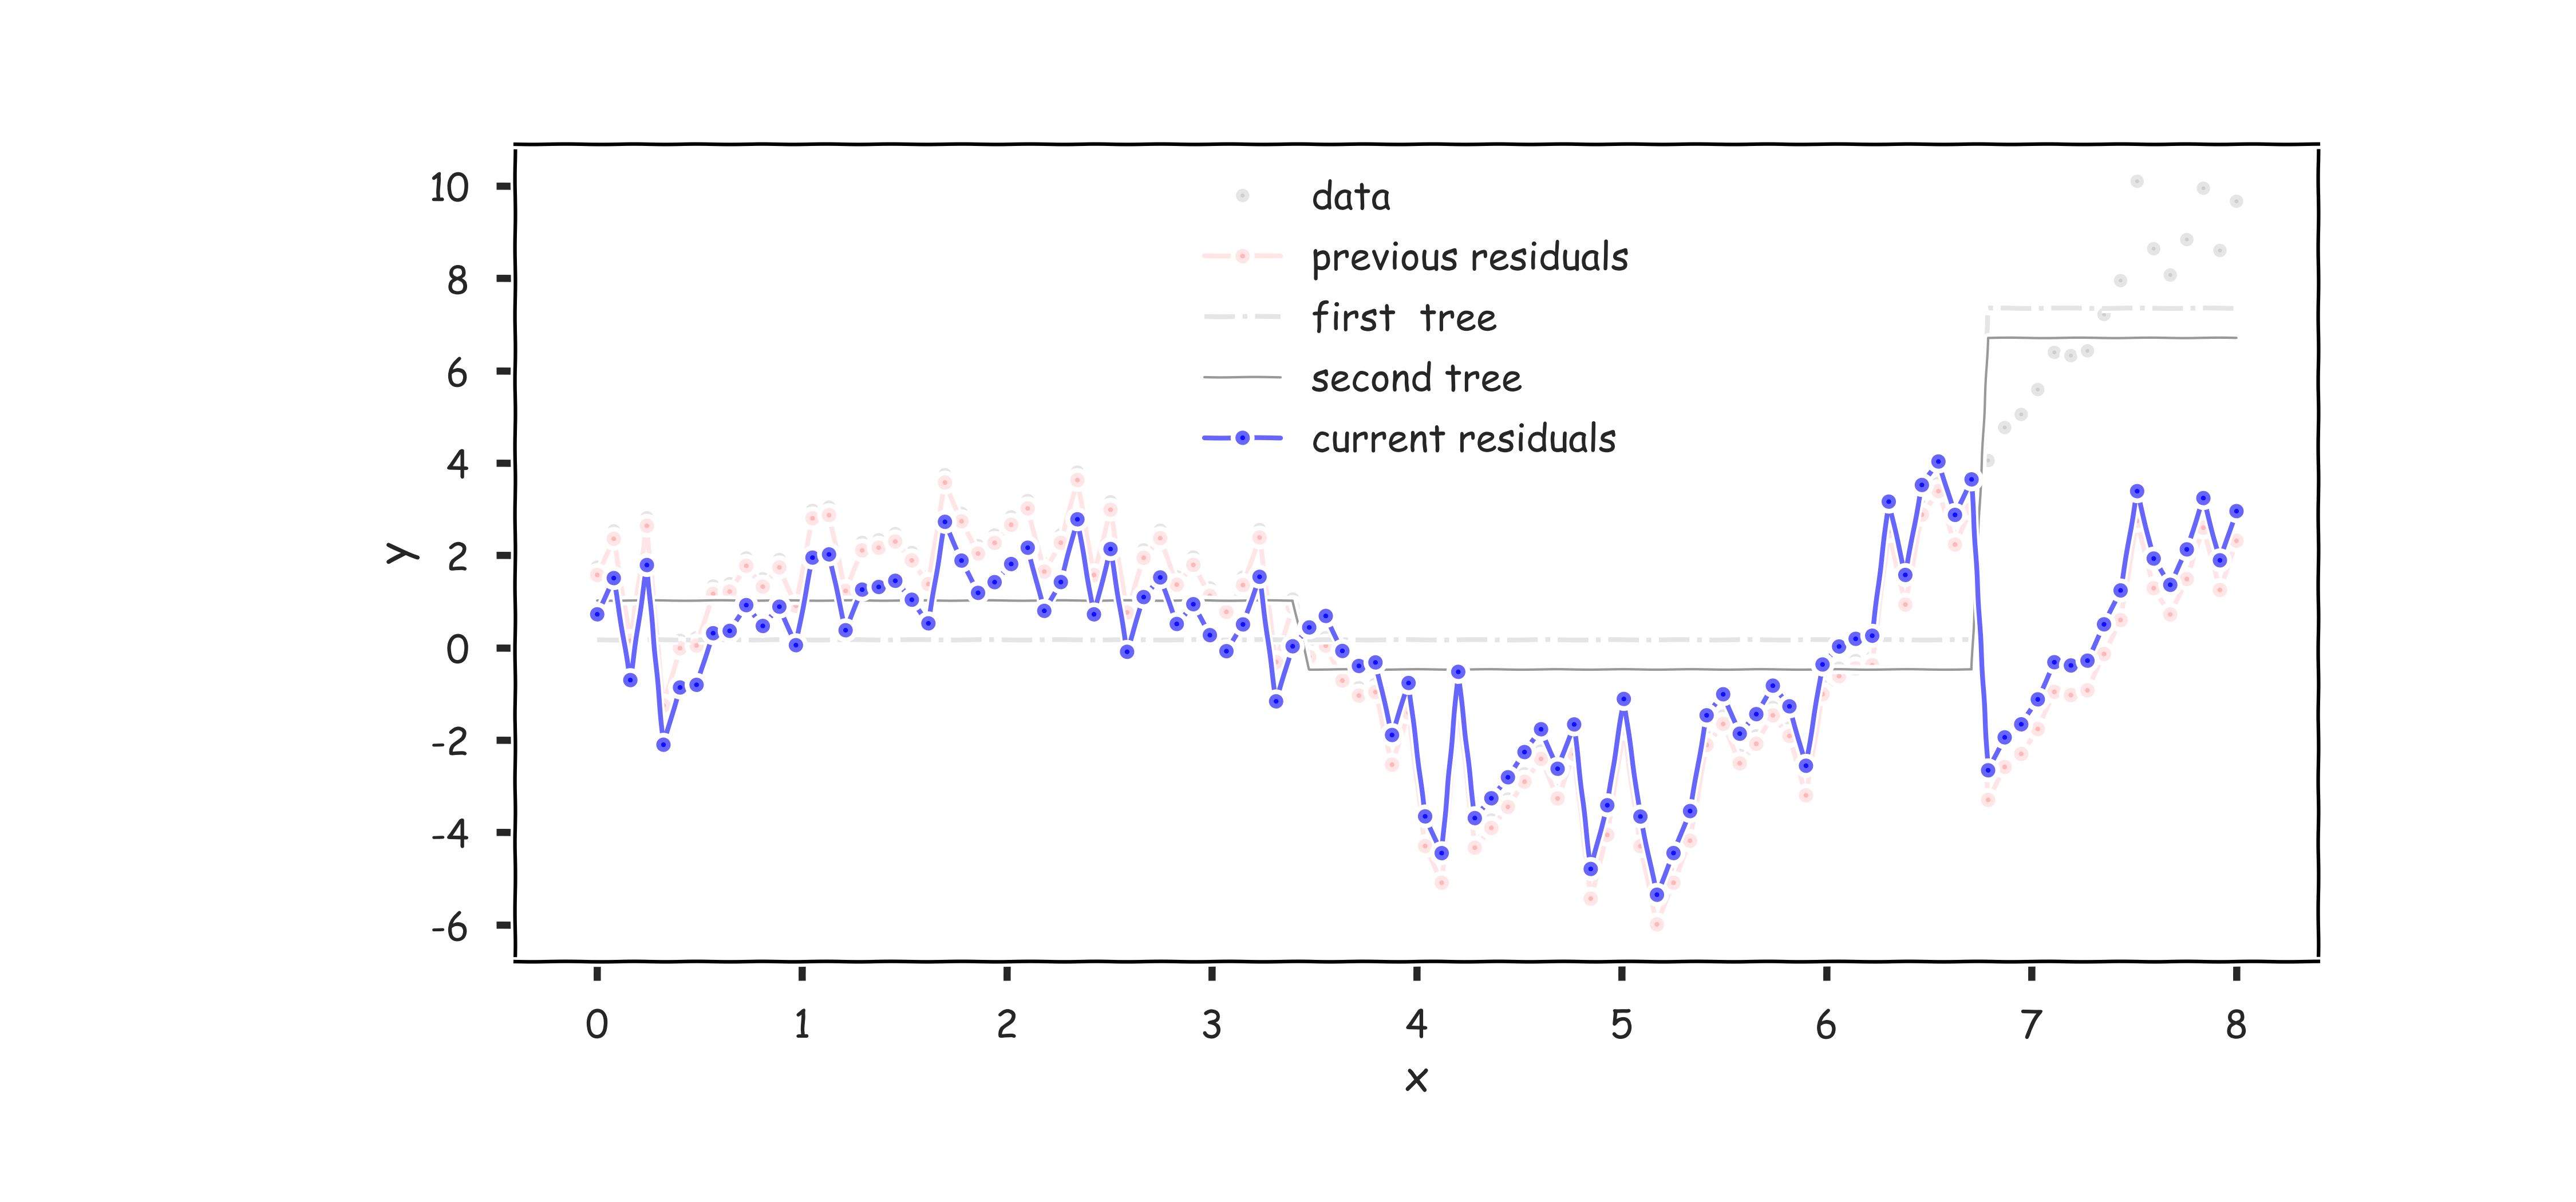 10
8
6
4
2
0
-2
-4
-6
y
data
previous residuals
first tree
second tree
current residuals
0 1 2 3 4 5 6 7 8
x